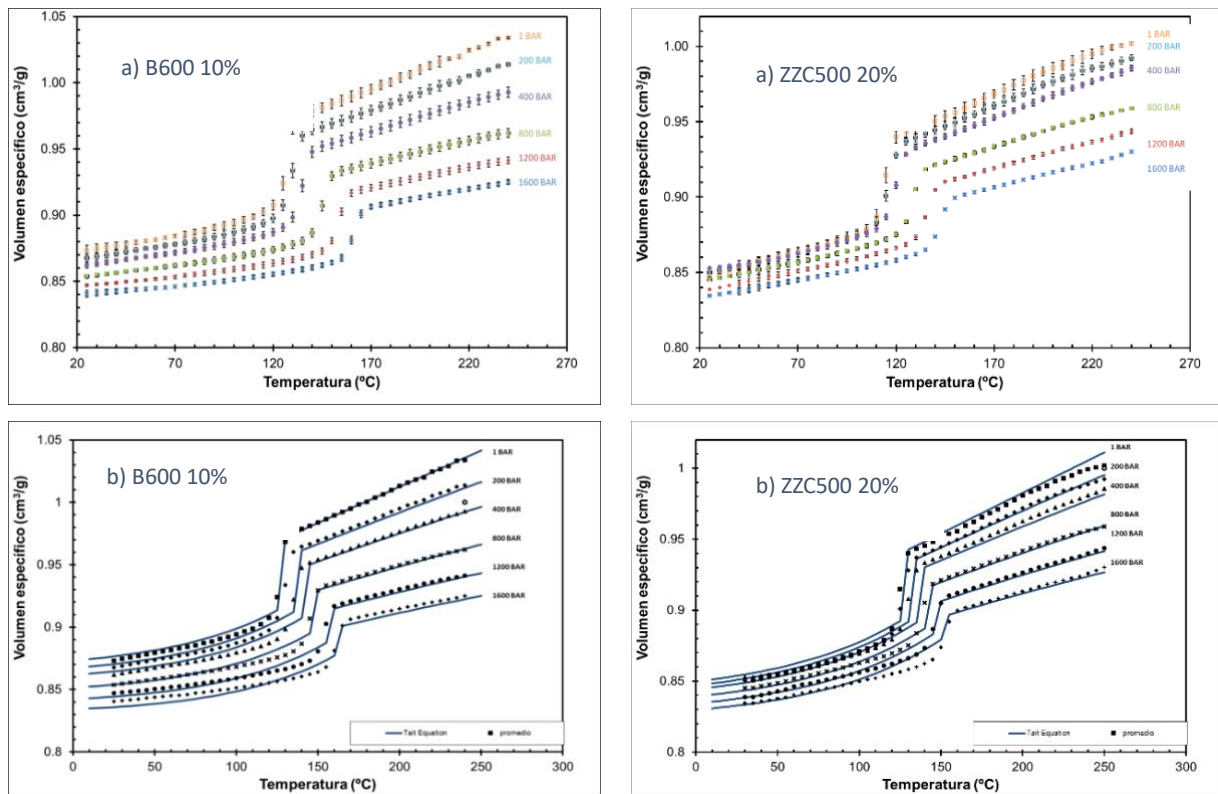 1.05
1.00
0.95
0.90
0.85
0.80
Volumen específico (cm³/g)
a) B600 10%
1 BAR
200 BAR
400 BAR
800 BAR
1200 BAR
1600 BAR
20 70 120 170 220 270
Temperatura (ºC)
1.00
0.95
0.90
0.85
0.80
Volumen específico (cm³/g)
a) ZZC500 20%
1 BAR
200 BAR
400 BAR
800 BAR
1200 BAR
1600 BAR
20 70 120 170 220 270
Temperatura (ºC)
1.05
1
0.95
0.9
0.85
0.8
Volumen específico (cm³/g)
b) B600 10%
1 BAR
200 BAR
400 BAR
800 BAR
1200 BAR
1600 BAR
Tait Equation promedio
0 50 100 150 200 250 300
Temperatura (ºC)
1
0.95
0.9
0.85
0.8
Volumen específico (cm³/g)
b) ZZC500 20%
1 BAR
200 BAR
400 BAR
800 BAR
1200 BAR
1600 BAR
Tait Equation promedio
0 50 100 150 200 250 300
Temperatura (ºC)